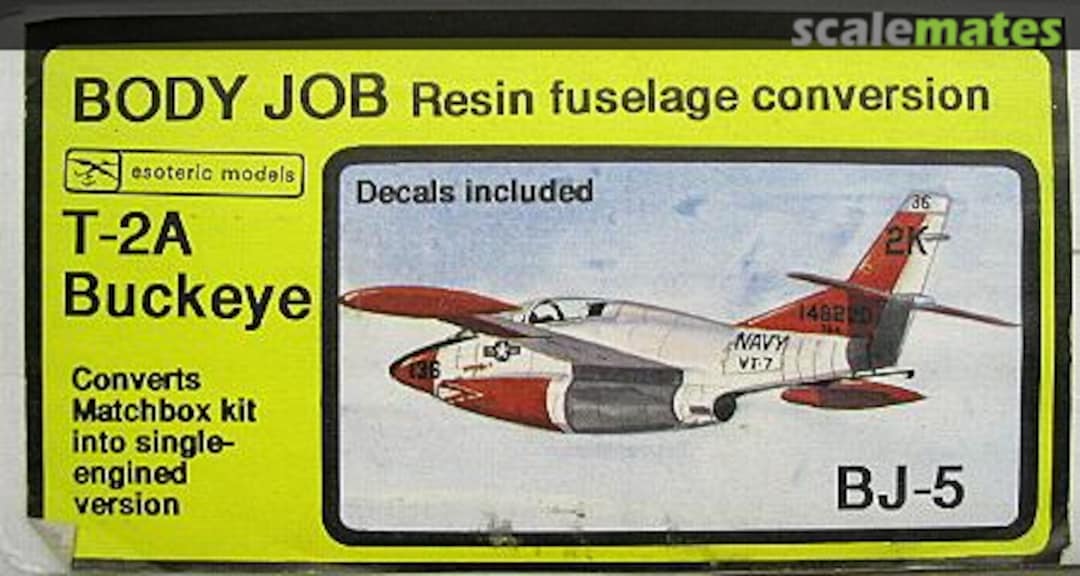 scalemates
BODY JOB Resin fuselage conversion
esoteric models
T-2A
Buckeye
Converts
Matchbox kit
into single-
engined
version
Decals included
36
2K
NAVY
VT-7
136
BJ-5